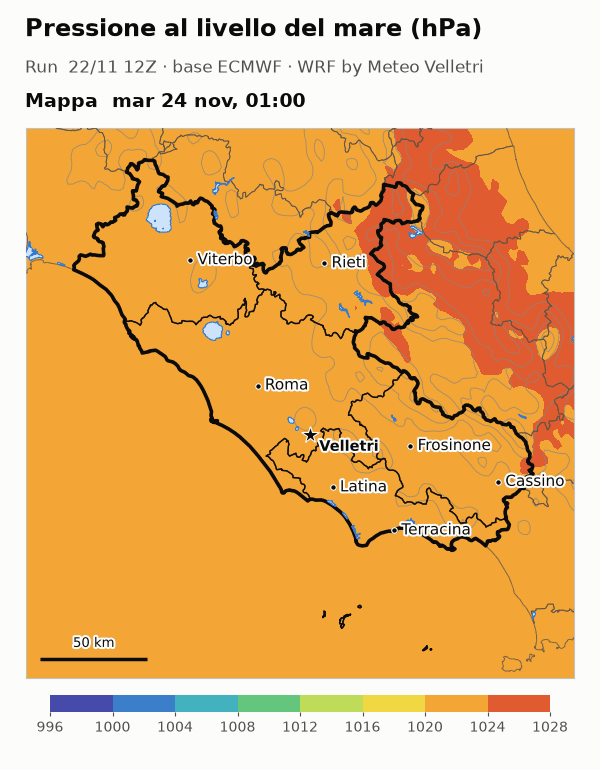 Pressione al livello del mare (hPa)
Run  22/11 12Z · base ECMWF · WRF by Meteo Velletri
Mappa  mar 24 nov, 01:00
Viterbo
Rieti
Roma
Velletri
Frosinone
Cassino
Latina
Terracina
50 km
996 1000 1004 1008 1012 1016 1020 1024 1028